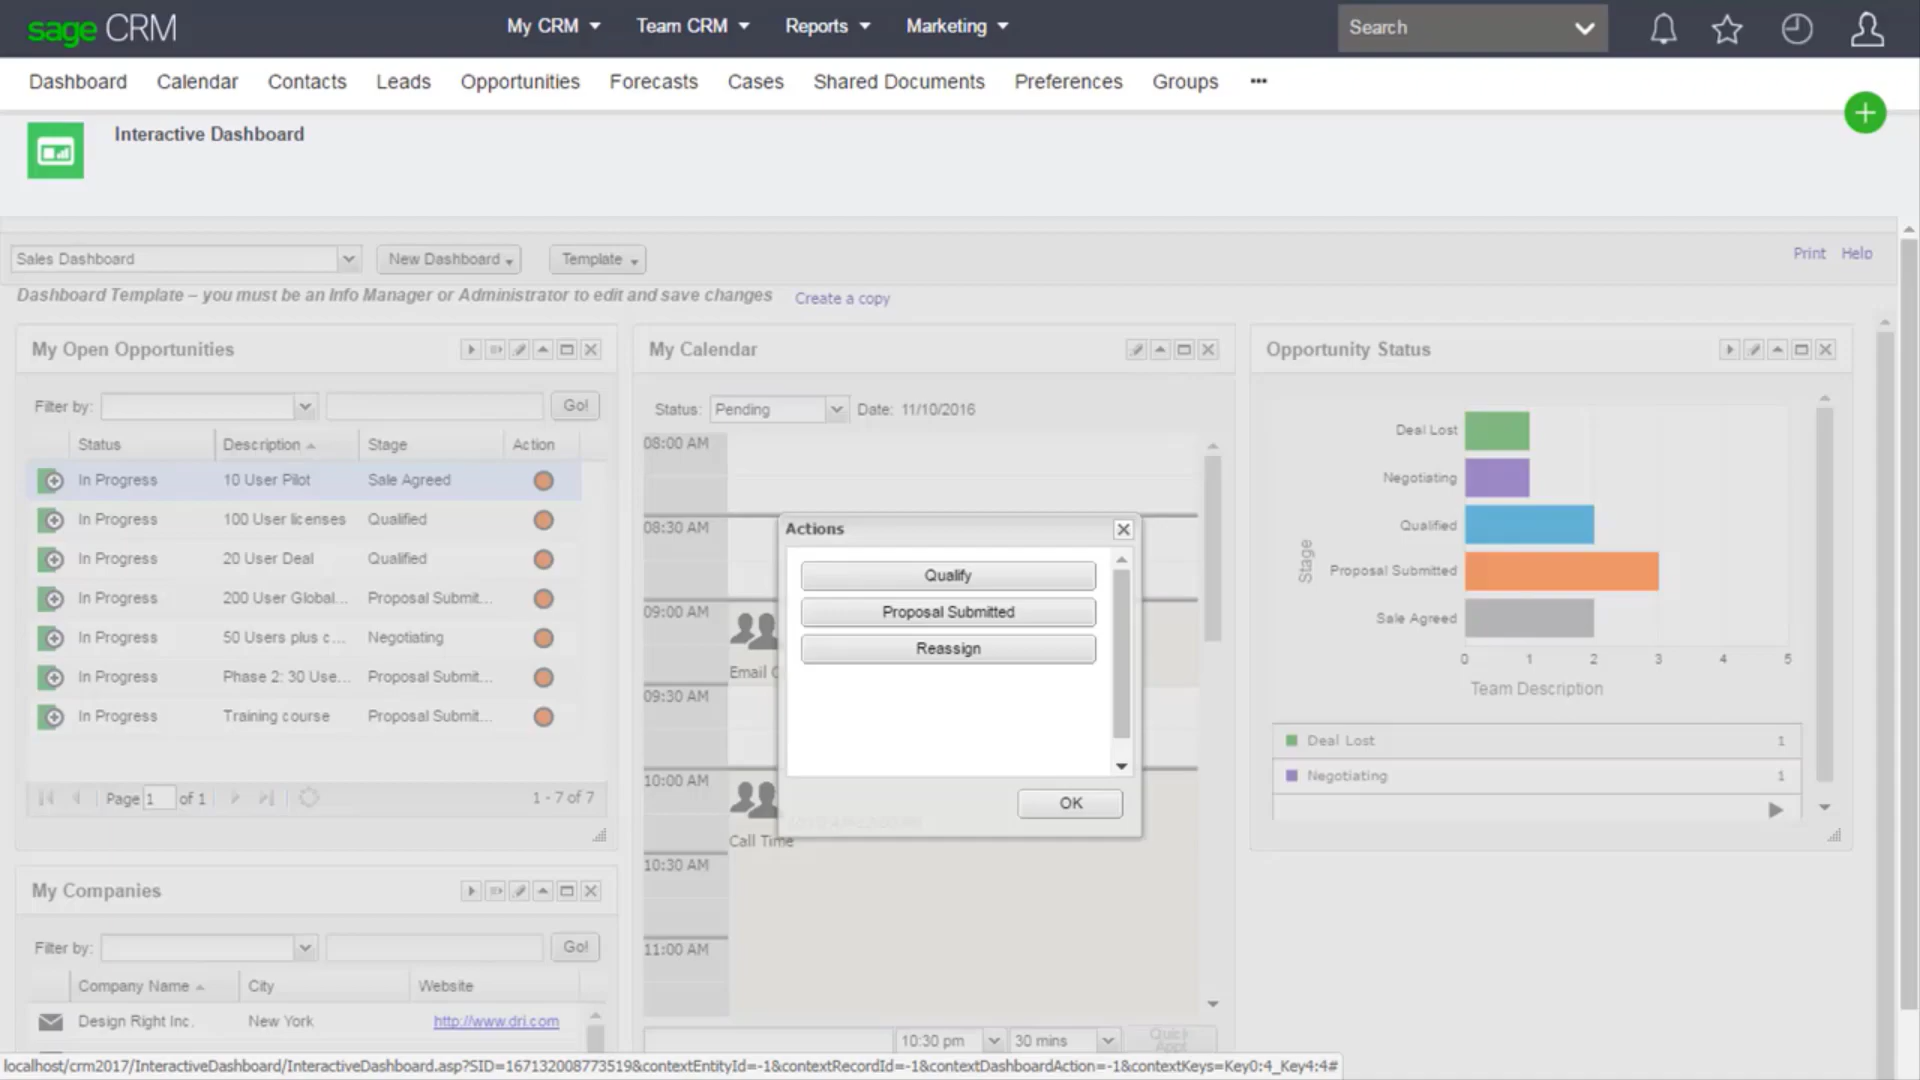 sage CRM
My CRM
Team CRM
Reports
Marketing
Search
Dashboard
Calendar
Contacts
Leads
Opportunities
Forecasts
Cases
Shared Documents
Preferences
Groups
Interactive Dashboard
Sales Dashboard
New Dashboard
Template
Print
Help
Dashboard Template – you must be an Info Manager or Administrator to edit and save changes
Create a copy
My Open Opportunities
Filter by:
Go!
Status
Description
Stage
Action
In Progress
10 User Pilot
Sale Agreed
In Progress
100 User licenses
Qualified
In Progress
20 User Deal
Qualified
In Progress
200 User Global...
Proposal Submit...
In Progress
50 Users plus c...
Negotiating
In Progress
Phase 2: 30 Use...
Proposal Submit...
In Progress
Training course
Proposal Submit...
Page 1 of 1
1 - 7 of 7
My Companies
Filter by:
Go!
Company Name
City
Website
Design Right Inc.
New York
http://www.dri.com
My Calendar
Status:
Pending
Date: 11/10/2016
08:00 AM
08:30 AM
09:00 AM
Email
09:30 AM
10:00 AM
Call Time
10:30 AM
11:00 AM
10:30 pm
30 mins
Quick
Appt
Actions
Qualify
Proposal Submitted
Reassign
OK
Opportunity Status
Stage
Deal Lost
Negotiating
Qualified
Proposal Submitted
Sale Agreed
0 1 2 3 4 5
Team Description
Deal Lost 1
Negotiating 1
localhost/crm2017/InteractiveDashboard/InteractiveDashboard.asp?SID=167132008773519&contextEntityId=-1&contextRecordId=-1&contextDashboardAction=-1&contextKeys=Key0:4_Key4:4#